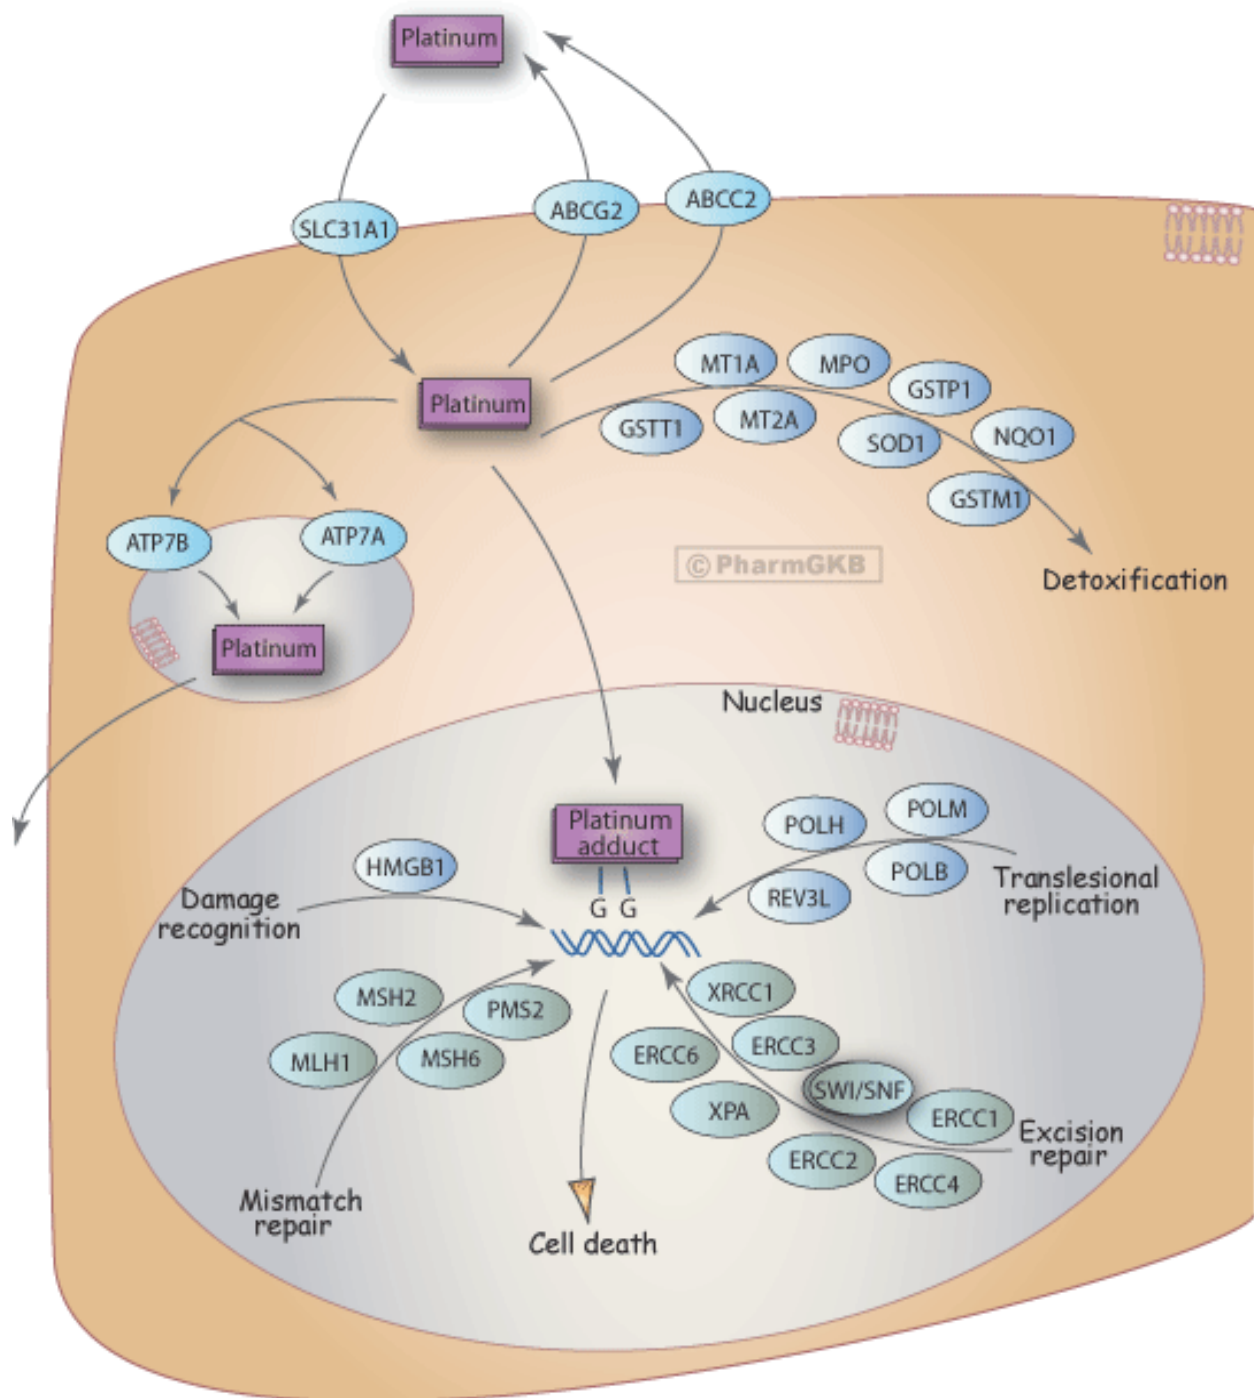 Platinum
ABCC2
ABCG2
SLC31A1
MT1A
MPO
GSTP1
Platinum
GSTT1
MT2A
SOD1
NQO1
GSTM1
ATP7B
ATP7A
© PharmGKB
Detoxification
Platinum
Nucleus
Platinum
adduct
POLH
POLM
HMGB1
POLB
REV3L
Translesional
replication
Damage
recognition
G G
MSH2
PMS2
XRCC1
MLH1
MSH6
ERCC6
ERCC3
SWI/SNF
XPA
ERCC1
ERCC2
ERCC4
Excision
repair
Mismatch
repair
Cell death